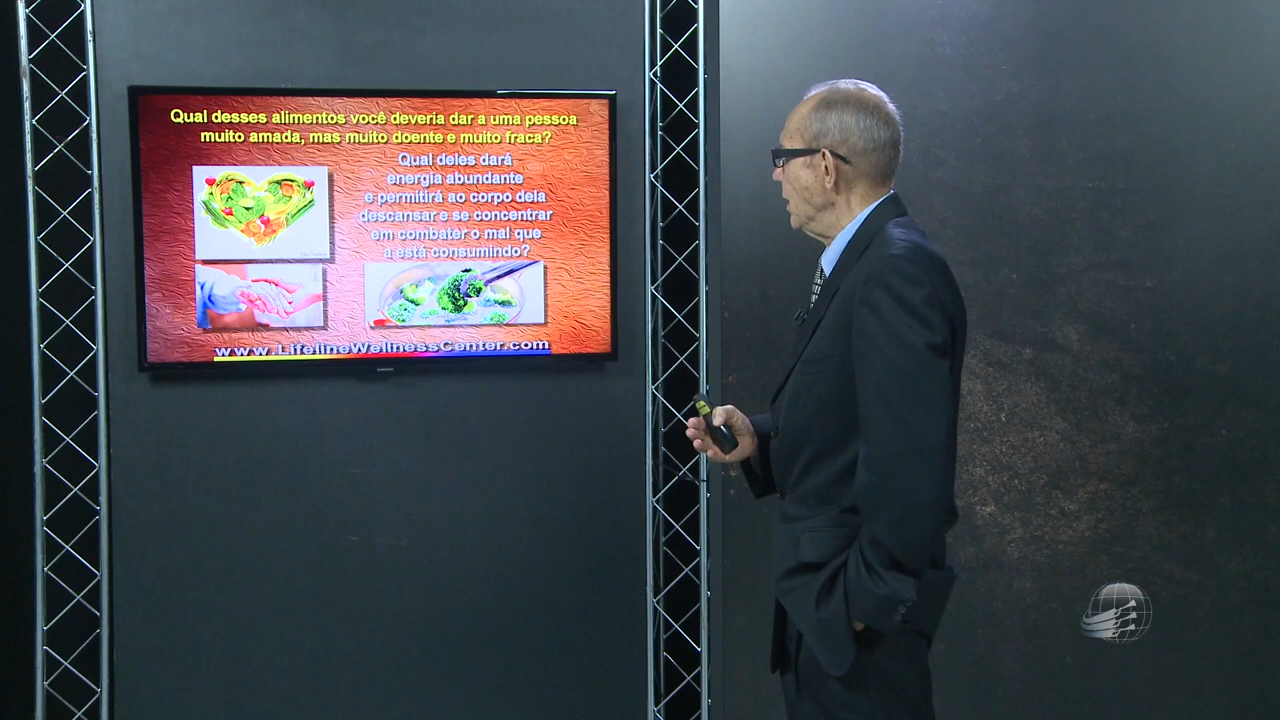 Qual desses alimentos você deveria dar a uma pessoa
muito amada, mas muito doente e muito fraca?
Qual deles dará
energia abundante
e permitirá ao corpo dela
descansar e se concentrar
em combater o mal que
a está consumindo?
www.LifelineWellnessCenter.com